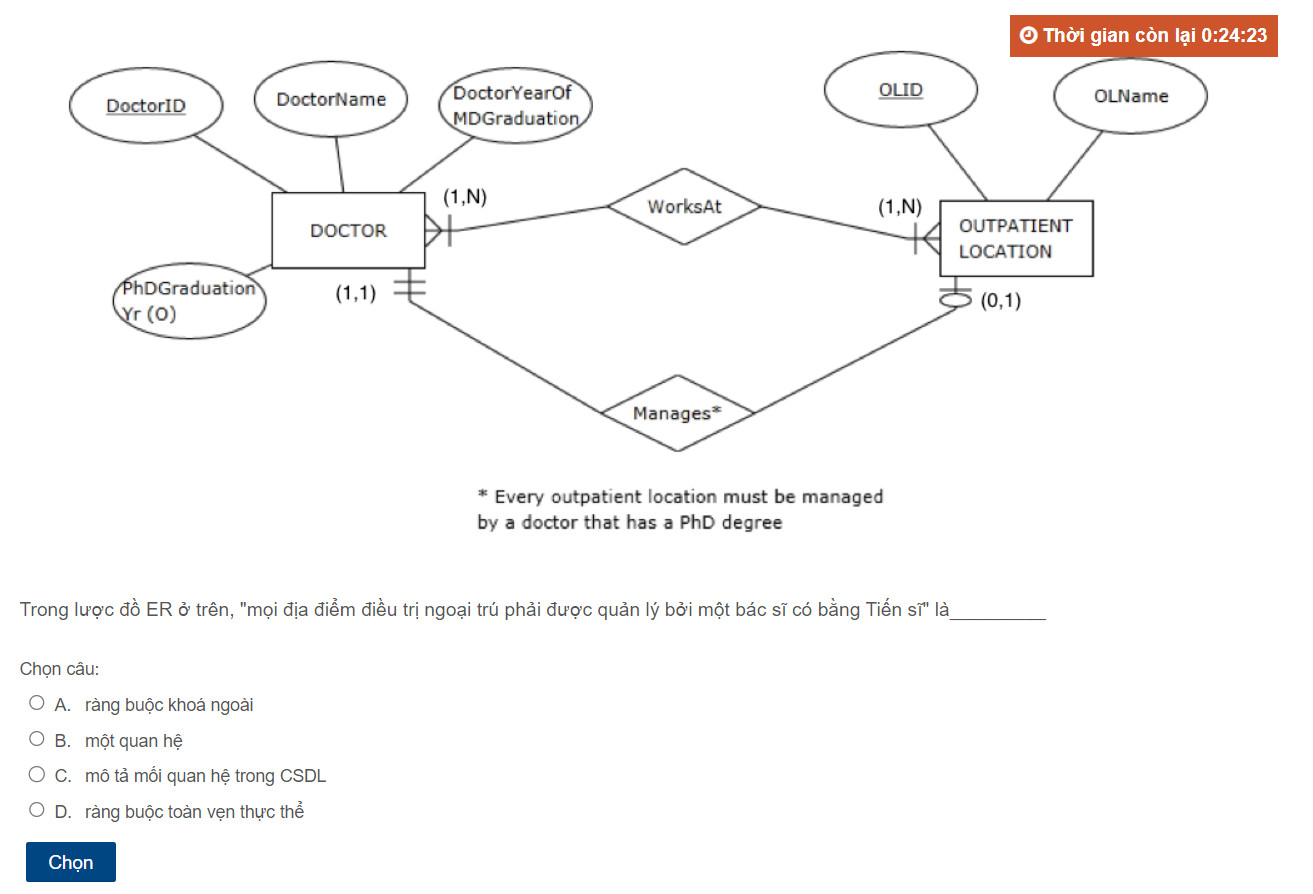 Thời gian còn lại 0:24:23
DoctorID
DoctorName
DoctorYearOf
MDGraduation
OLID
OLName
(1,N)
WorksAt
(1,N)
DOCTOR
OUTPATIENT
LOCATION
PhDGraduation
Yr (O)
(1,1)
(0,1)
Manages*
* Every outpatient location must be managed
by a doctor that has a PhD degree
Trong lược đồ ER ở trên, "mọi địa điểm điều trị ngoại trú phải được quản lý bởi một bác sĩ có bằng Tiến sĩ" là__________
Chọn câu:
A. ràng buộc khoá ngoài
B. một quan hệ
C. mô tả mối quan hệ trong CSDL
D. ràng buộc toàn vẹn thực thể
Chọn